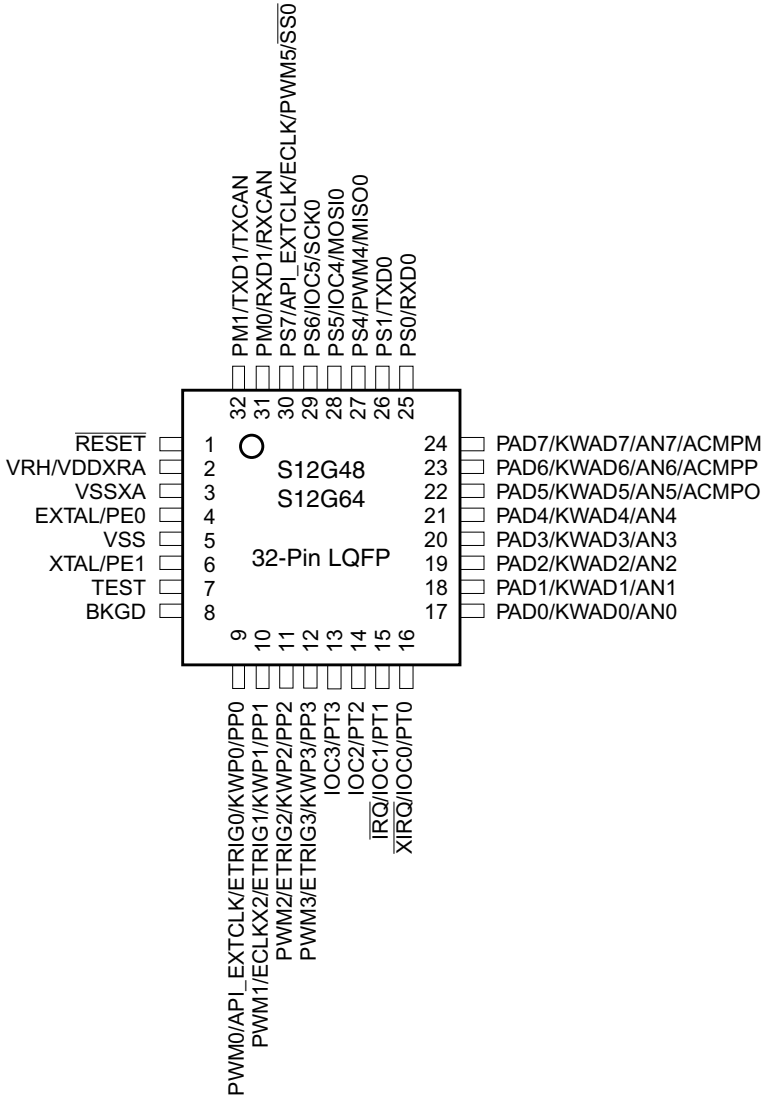 PM1/TXD1/TXCAN
PM0/RXD1/RXCAN
PS7/API_EXTCLK/ECLK/PWM5/S̅S̅0̅
PS6/IOC5/SCK0
PS5/IOC4/MOSI0
PS4/PWM4/MISO0
PS1/TXD0
PS0/RXD0
32
31
30
29
28
27
26
25
R̅E̅S̅E̅T̅ 1
VRH/VDDXRA 2
VSSXA 3
EXTAL/PE0 4
VSS 5
XTAL/PE1 6
TEST 7
BKGD 8
S12G48
S12G64
32-Pin LQFP
24 PAD7/KWAD7/AN7/ACMPM
23 PAD6/KWAD6/AN6/ACMPP
22 PAD5/KWAD5/AN5/ACMPO
21 PAD4/KWAD4/AN4
20 PAD3/KWAD3/AN3
19 PAD2/KWAD2/AN2
18 PAD1/KWAD1/AN1
17 PAD0/KWAD0/AN0
9
10
11
12
13
14
15
16
PWM0/API_EXTCLK/ETRIG0/KWP0/PP0
PWM1/ECLKX2/ETRIG1/KWP1/PP1
PWM2/ETRIG2/KWP2/PP2
PWM3/ETRIG3/KWP3/PP3
IOC3/PT3
IOC2/PT2
I̅R̅Q̅/IOC1/PT1
X̅I̅R̅Q̅/IOC0/PT0